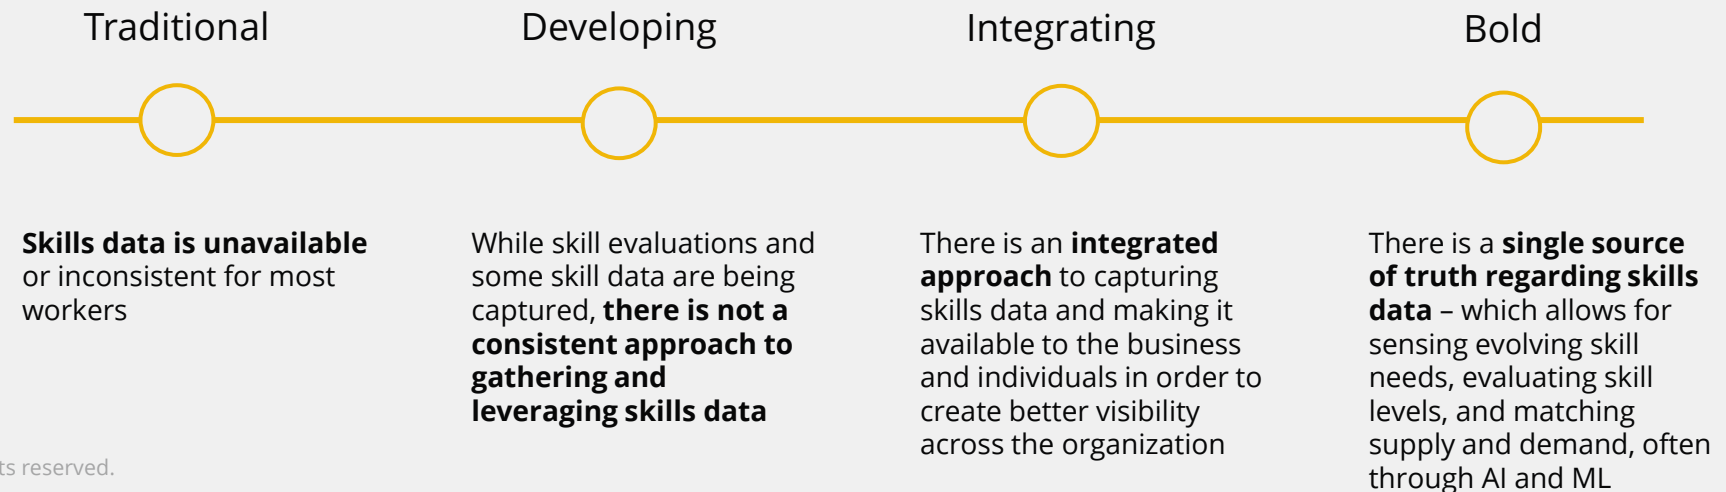 Traditional
Developing
Integrating
Bold
Skills data is unavailable
or inconsistent for most
workers
While skill evaluations and
some skill data are being
captured, there is not a
consistent approach to
gathering and
leveraging skills data
There is an integrated
approach to capturing
skills data and making it
available to the business
and individuals in order to
create better visibility
across the organization
There is a single source
of truth regarding skills
data – which allows for
sensing evolving skill
needs, evaluating skill
levels, and matching
supply and demand, often
through AI and ML
ts reserved.